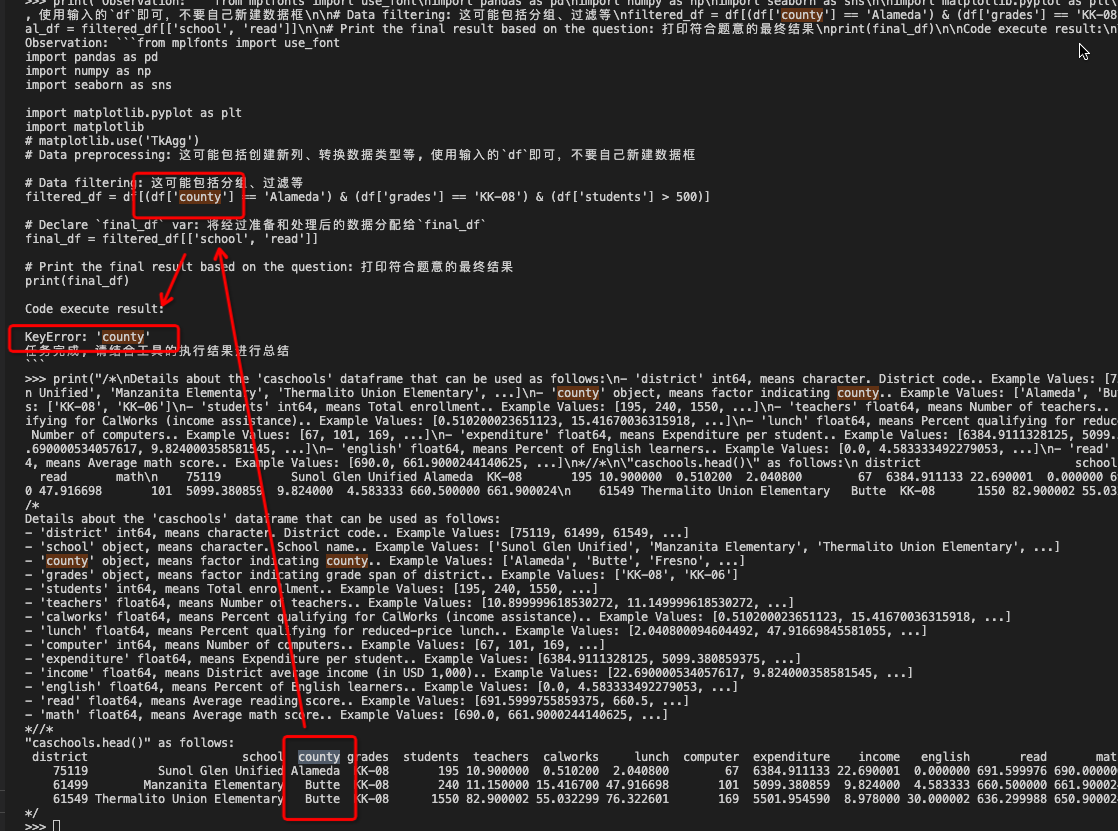 >>> print("Observation: ```from mplfonts import use_font\nimport pandas as pd\nimport numpy as np\nimport seaborn as sns\n\nimport matplotlib.pyplot as plt\
, 使用输入的`df`即可, 不要自己新建数据框\n\n# Data filtering: 这可能包括分组、过滤等\nfiltered_df = df[(df['county'] == 'Alameda') & (df['grades'] == 'KK-08
al_df = filtered_df[['school', 'read']]\n\n# Print the final result based on the question: 打印符合题意的最终结果\nprint(final_df)\n\nCode execute result:\n
Observation: ```from mplfonts import use_font
import pandas as pd
import numpy as np
import seaborn as sns
import matplotlib.pyplot as plt
import matplotlib
# matplotlib.use('TkAgg')
# Data preprocessing: 这可能包括创建新列、转换数据类型等, 使用输入的`df`即可, 不要自己新建数据框
# Data filtering: 这可能包括分组、过滤等
filtered_df = df[(df['county'] == 'Alameda') & (df['grades'] == 'KK-08') & (df['students'] > 500)]
# Declare `final_df` var: 将经过准备和处理后的数据分配给`final_df`
final_df = filtered_df[['school', 'read']]
# Print the final result based on the question: 打印符合题意的最终结果
print(final_df)
Code execute result:
KeyError: 'county'
任务完成, 请结合工具的执行结果进行总结
```
>>> print("/*\nDetails about the 'caschools' dataframe that can be used as follows:\n- 'district' int64, means character. District code.. Example Values: [7
n Unified', 'Manzanita Elementary', 'Thermalito Union Elementary', ...]\n- 'county' object, means factor indicating county.. Example Values: ['Alameda', 'Bu
s: ['KK-08', 'KK-06']\n- 'students' int64, means Total enrollment.. Example Values: [195, 240, 1550, ...]\n- 'teachers' float64, means Number of teachers..
ifying for CalWorks (income assistance).. Example Values: [0.510200023651123, 15.41670036315918, ...]\n- 'lunch' float64, means Percent qualifying for reduc
Number of computers.. Example Values: [67, 101, 169, ...]\n- 'expenditure' float64, means Expenditure per student.. Example Values: [6384.9111328125, 5099.
.690000534057617, 9.824000358581545, ...]\n- 'english' float64, means Percent of English learners.. Example Values: [0.0, 4.583333492279053, ...]\n- 'read'
4, means Average math score.. Example Values: [690.0, 661.9000244140625, ...]\n*//*\n\"caschools.head()\" as follows:\n district school
read math\n 75119 Sunol Glen Unified Alameda KK-08 195 10.900000 0.510200 2.040800 67 6384.911133 22.690001 0.000000 6
0 47.916698 101 5099.380859 9.824000 4.583333 660.500000 661.900024\n 61549 Thermalito Union Elementary Butte KK-08 1550 82.900002 55.03
/*
Details about the 'caschools' dataframe that can be used as follows:
- 'district' int64, means character. District code.. Example Values: [75119, 61499, 61549, ...]
- 'school' object, means character. School name.. Example Values: ['Sunol Glen Unified', 'Manzanita Elementary', 'Thermalito Union Elementary', ...]
- 'county' object, means factor indicating county.. Example Values: ['Alameda', 'Butte', 'Fresno', ...]
- 'grades' object, means factor indicating grade span of district.. Example Values: ['KK-08', 'KK-06']
- 'students' int64, means Total enrollment.. Example Values: [195, 240, 1550, ...]
- 'teachers' float64, means Number of teachers.. Example Values: [10.899999618530272, 11.149999618530272, ...]
- 'calworks' float64, means Percent qualifying for CalWorks (income assistance).. Example Values: [0.510200023651123, 15.41670036315918, ...]
- 'lunch' float64, means Percent qualifying for reduced-price lunch.. Example Values: [2.040800094604492, 47.91669845581055, ...]
- 'computer' int64, means Number of computers.. Example Values: [67, 101, 169, ...]
- 'expenditure' float64, means Expenditure per student.. Example Values: [6384.9111328125, 5099.380859375, ...]
- 'income' float64, means District average income (in USD 1,000).. Example Values: [22.690000534057617, 9.824000358581545, ...]
- 'english' float64, means Percent of English learners.. Example Values: [0.0, 4.583333492279053, ...]
- 'read' float64, means Average reading score.. Example Values: [691.5999755859375, 660.5, ...]
- 'math' float64, means Average math score.. Example Values: [690.0, 661.9000244140625, ...]
*//*
"caschools.head()" as follows:
district school county grades students teachers calworks lunch computer expenditure income english read mat
75119 Sunol Glen Unified Alameda KK-08 195 10.900000 0.510200 2.040800 67 6384.911133 22.690001 0.000000 691.599976 690.00000
61499 Manzanita Elementary Butte KK-08 240 11.150000 15.416700 47.916698 101 5099.380859 9.824000 4.583333 660.500000 661.90002
61549 Thermalito Union Elementary Butte KK-08 1550 82.900002 55.032299 76.322601 169 5501.954590 8.978000 30.000002 636.299988 650.90002
*/
>>>